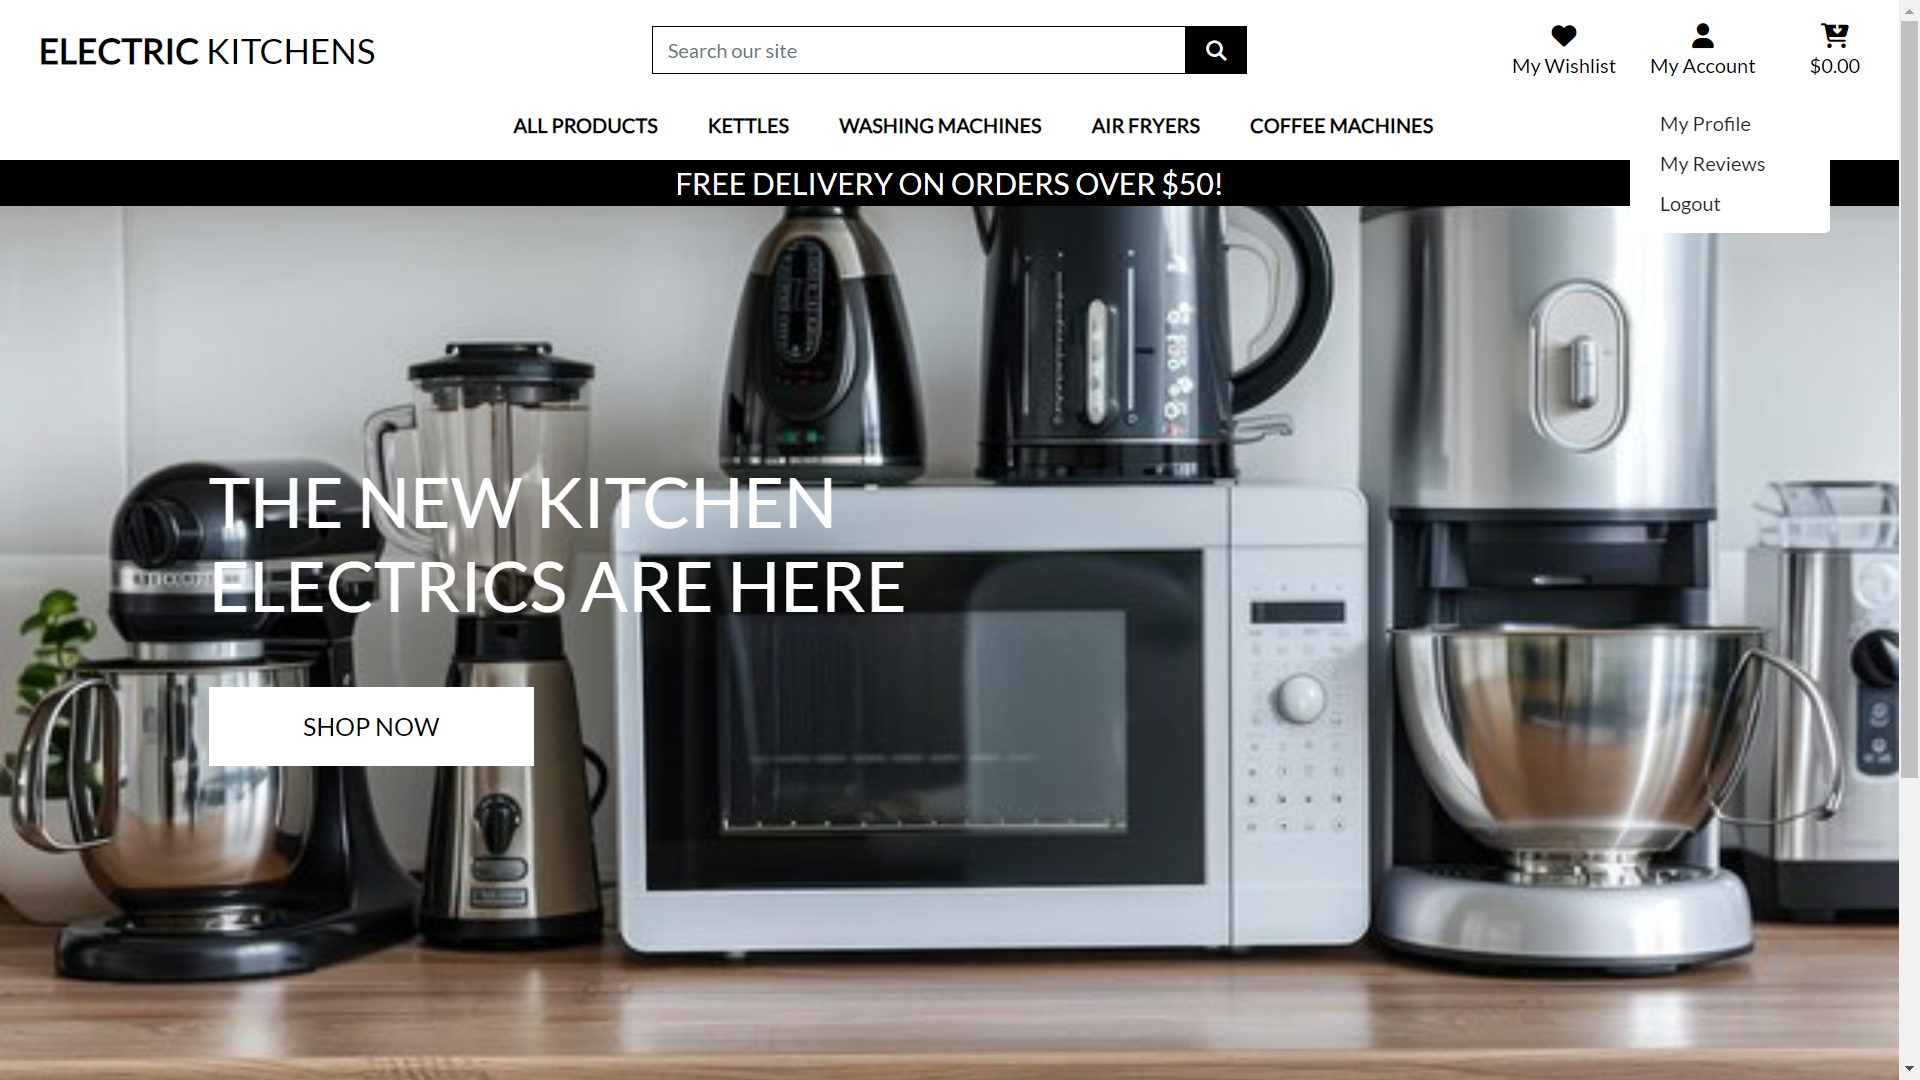 ELECTRIC KITCHENS
Search our site
My Wishlist
My Account
$0.00
ALL PRODUCTS
KETTLES
WASHING MACHINES
AIR FRYERS
COFFEE MACHINES
My Profile
My Reviews
Logout
FREE DELIVERY ON ORDERS OVER $50!
THE NEW KITCHEN
ELECTRICS ARE HERE
SHOP NOW